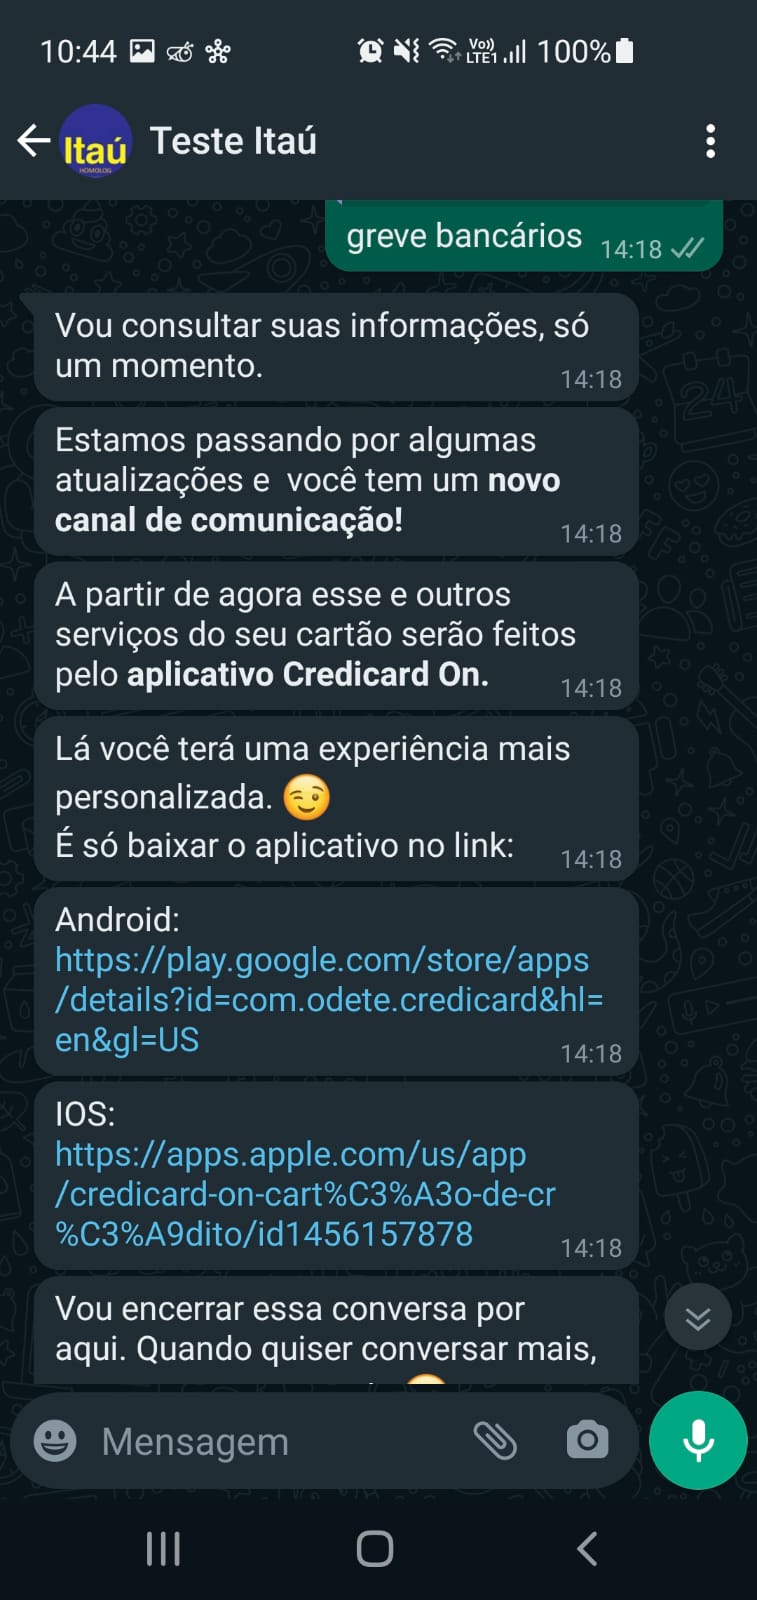 10:44
Vo))
LTE1
100%
Itaú
HOMOLOG
Teste Itaú
greve bancários
14:18
Vou consultar suas informações, só
um momento.
14:18
Estamos passando por algumas
atualizações e  você tem um novo
canal de comunicação!
14:18
A partir de agora esse e outros
serviços do seu cartão serão feitos
pelo aplicativo Credicard On.
14:18
Lá você terá uma experiência mais
personalizada. 😉
É só baixar o aplicativo no link:
14:18
Android:
https://play.google.com/store/apps
/details?id=com.odete.credicard&hl=
en&gl=US
14:18
IOS:
https://apps.apple.com/us/app
/credicard-on-cart%C3%A3o-de-cr
%C3%A9dito/id1456157878
14:18
Vou encerrar essa conversa por
aqui. Quando quiser conversar mais,
Mensagem